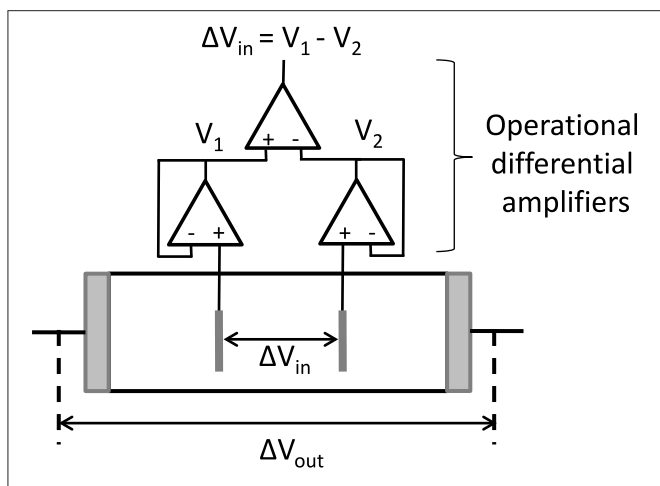 ΔV_in = V_1 - V_2
V_1
V_2
+ -
- +
+ -
Operational
differential
amplifiers
ΔV_in
ΔV_out